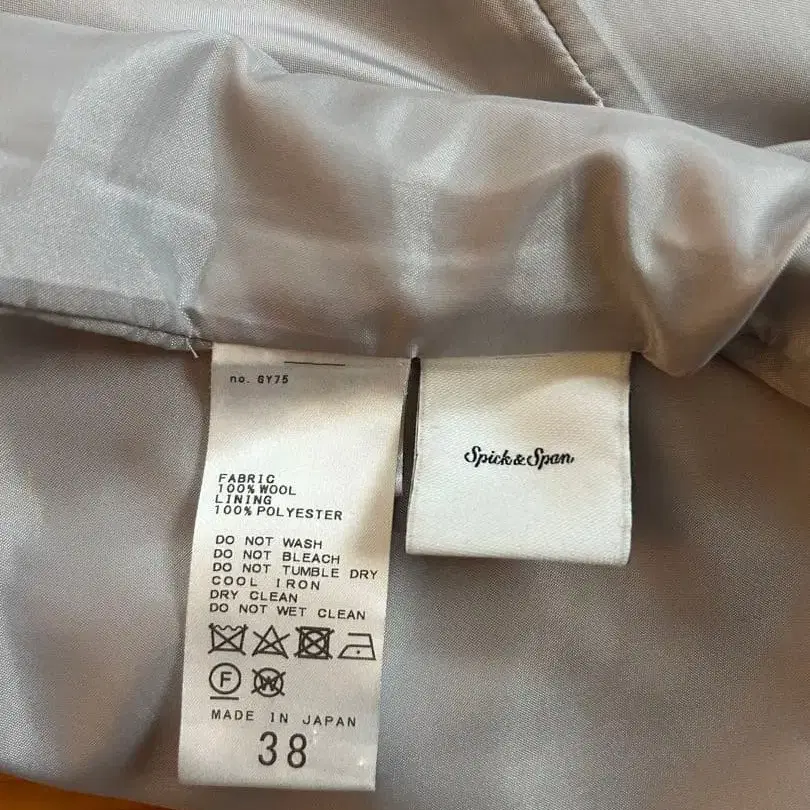 no. GY75
FABRIC
100% WOOL
LINING
100% POLYESTER
DO NOT WASH
DO NOT BLEACH
DO NOT TUMBLE DRY
COOL IRON
DRY CLEAN
DO NOT WET CLEAN
F W
MADE IN JAPAN
38
Spick & Span